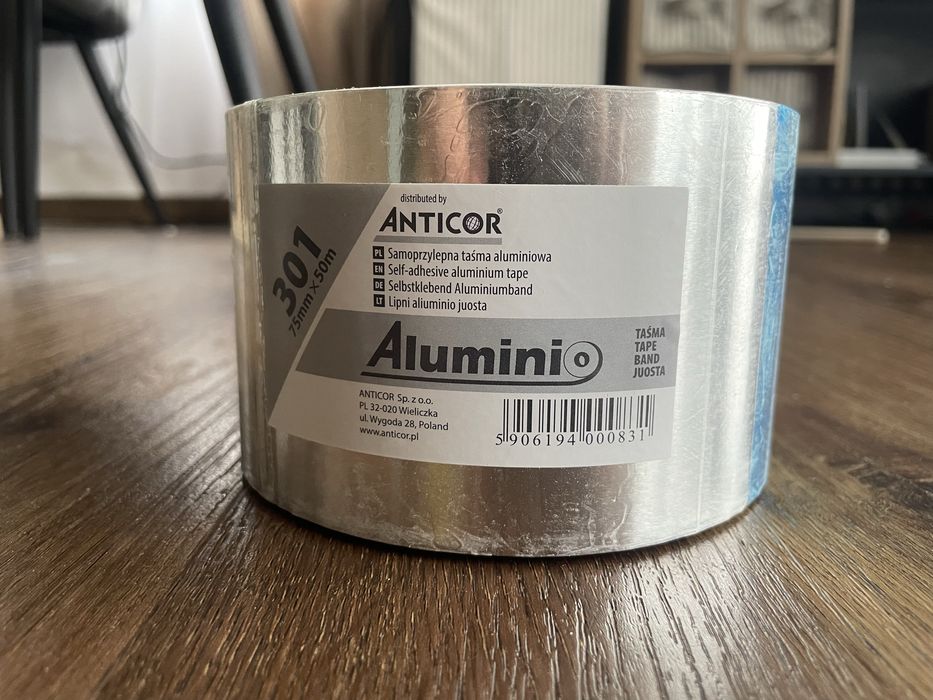 distributed by
ANTICOR®
301
75mm x 50m
PL Samoprzylepna taśma aluminiowa
EN Self-adhesive aluminium tape
DE Selbstklebend Aluminiumband
LT Lipni aliuminio juosta
Aluminio
TAŚMA
TAPE
BAND
JUOSTA
ANTICOR Sp. z o.o.
PL 32-020 Wieliczka
ul. Wygoda 28, Poland
www.anticor.pl
5 906194 000831